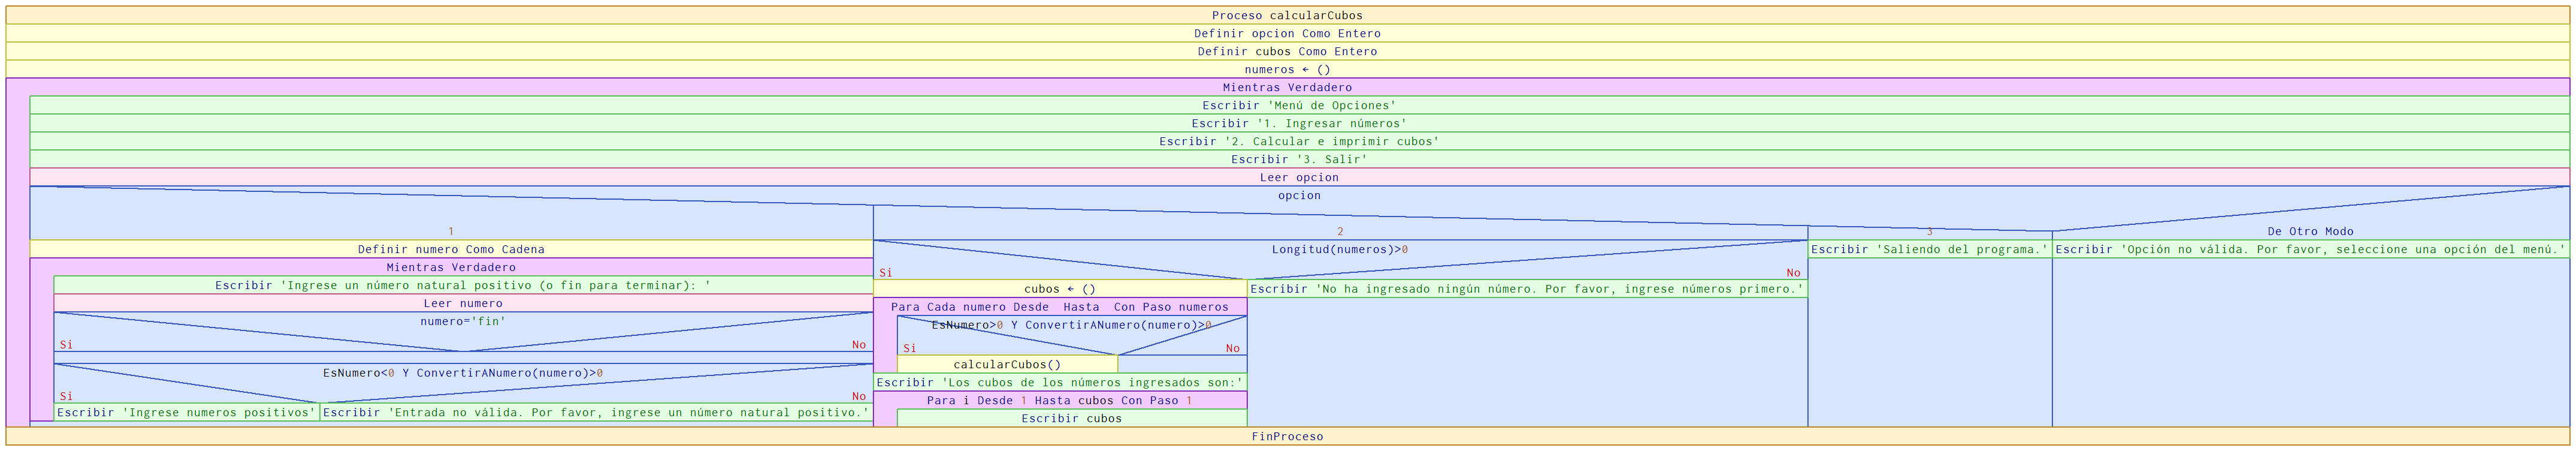 Proceso calcularCubos
Definir opcion Como Entero
Definir cubos Como Entero
numeros ← ()
Mientras Verdadero
Escribir 'Menú de Opciones'
Escribir '1. Ingresar números'
Escribir '2. Calcular e imprimir cubos'
Escribir '3. Salir'
Leer opcion
opcion
1
Definir numero Como Cadena
Mientras Verdadero
Escribir 'Ingrese un número natural positivo (o fin para terminar): '
Leer numero
numero='fin'
Si
No
EsNumero<0 Y ConvertirANumero(numero)>0
Si
No
Escribir 'Ingrese numeros positivos'
Escribir 'Entrada no válida. Por favor, ingrese un número natural positivo.'
2
Longitud(numeros)>0
Si
No
cubos ← ()
Para Cada numero Desde  Hasta  Con Paso numeros
EsNumero>0 Y ConvertirANumero(numero)>0
Si
No
calcularCubos()
Escribir 'Los cubos de los números ingresados son:'
Para i Desde 1 Hasta cubos Con Paso 1
Escribir cubos
Escribir 'No ha ingresado ningún número. Por favor, ingrese números primero.'
3
Escribir 'Saliendo del programa.'
De Otro Modo
Escribir 'Opción no válida. Por favor, seleccione una opción del menú.'
FinProceso